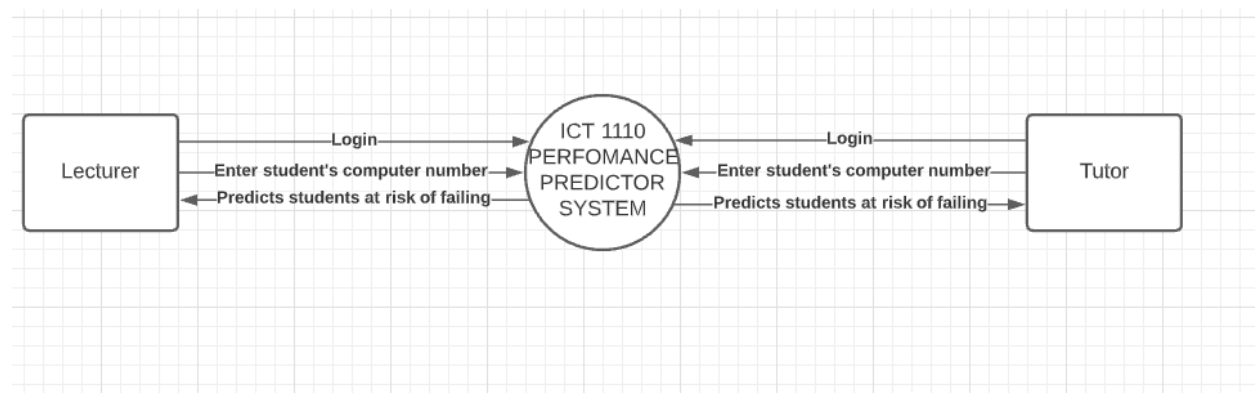 Lecturer
Login
Enter student's computer number
Predicts students at risk of failing
ICT 1110
PERFOMANCE
PREDICTOR
SYSTEM
Login
Enter student's computer number
Predicts students at risk of failing
Tutor